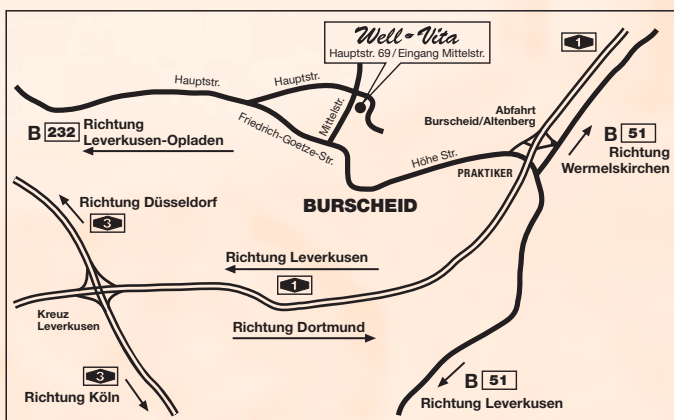 Well-Vita
Hauptstr. 69/Eingang Mittelstr.
1
Hauptstr.
Hauptstr.
Mittelstr.
Friedrich-Goetze-Str.
B 232 Richtung
Leverkusen-Opladen
Abfahrt
Burscheid/Altenberg
B 51
Richtung
Wermelskirchen
Höhe Str.
PRAKTIKER
BURSCHEID
Richtung Düsseldorf
3
Richtung Leverkusen
1
Richtung Dortmund
Kreuz
Leverkusen
3
Richtung Köln
B 51
Richtung Leverkusen